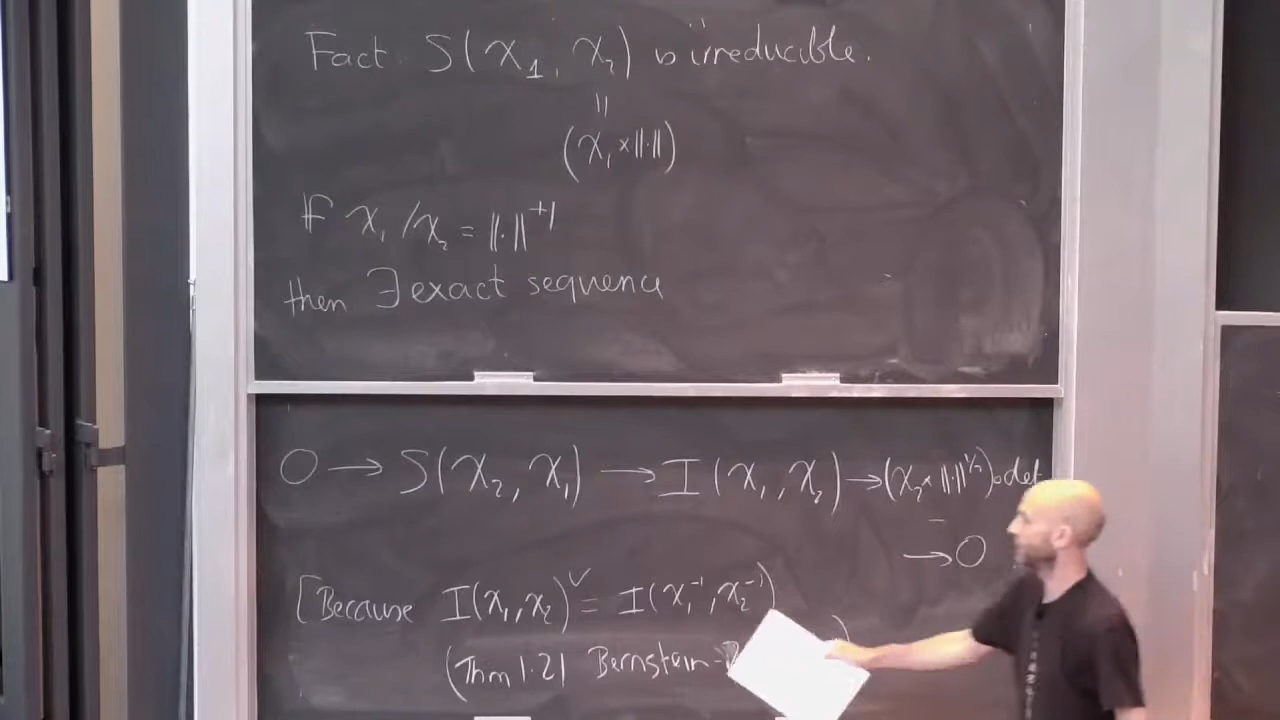 Fact: S(χ₁, χ₂) is irreducible.
||
(χ₁ × ||·||)
If χ₁/χ₂ = ||·||⁺¹
then ∃ exact sequence
0 → S(χ₂, χ₁) → I(χ₁, χ₂) → (χ₂ × ||·||^½)∘det
→ 0
[Because I(χ₁, χ₂)^∨ = I(χ₁⁻¹, χ₂⁻¹)
(Thm 1.21 Bernstein-